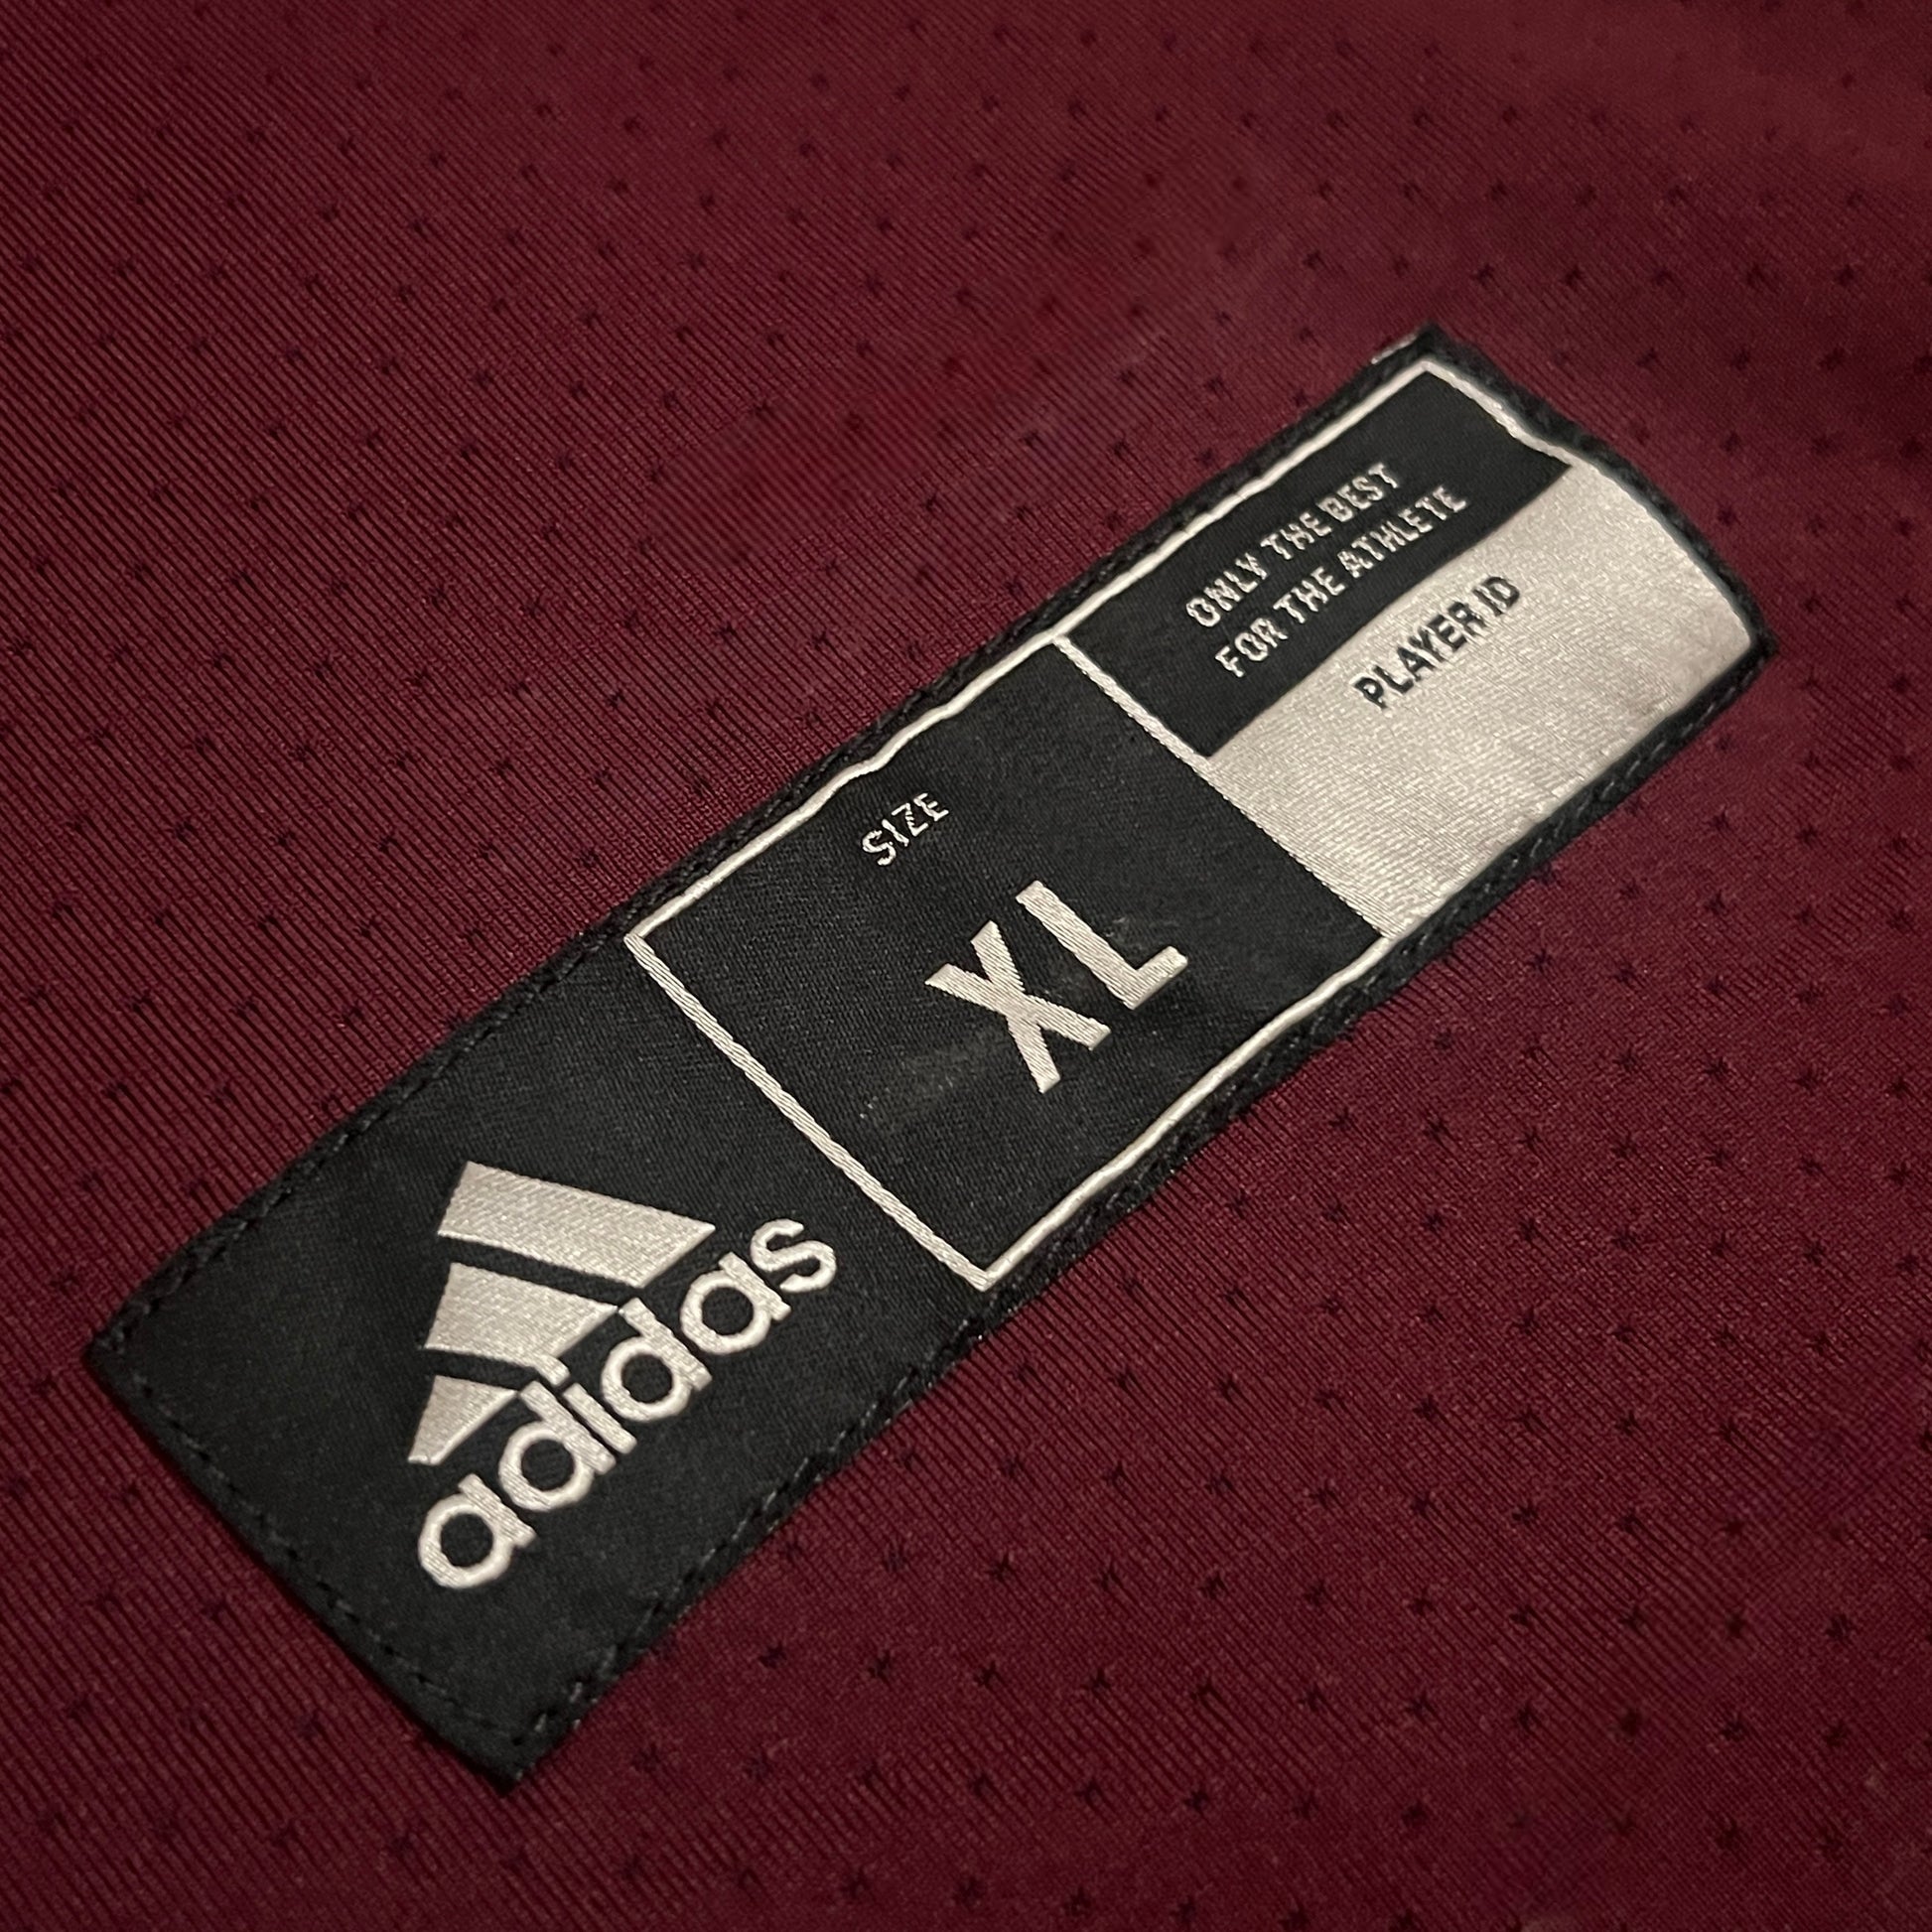 adidas
SIZE
XL
ONLY THE BEST
FOR THE ATHLETE
PLAYER ID